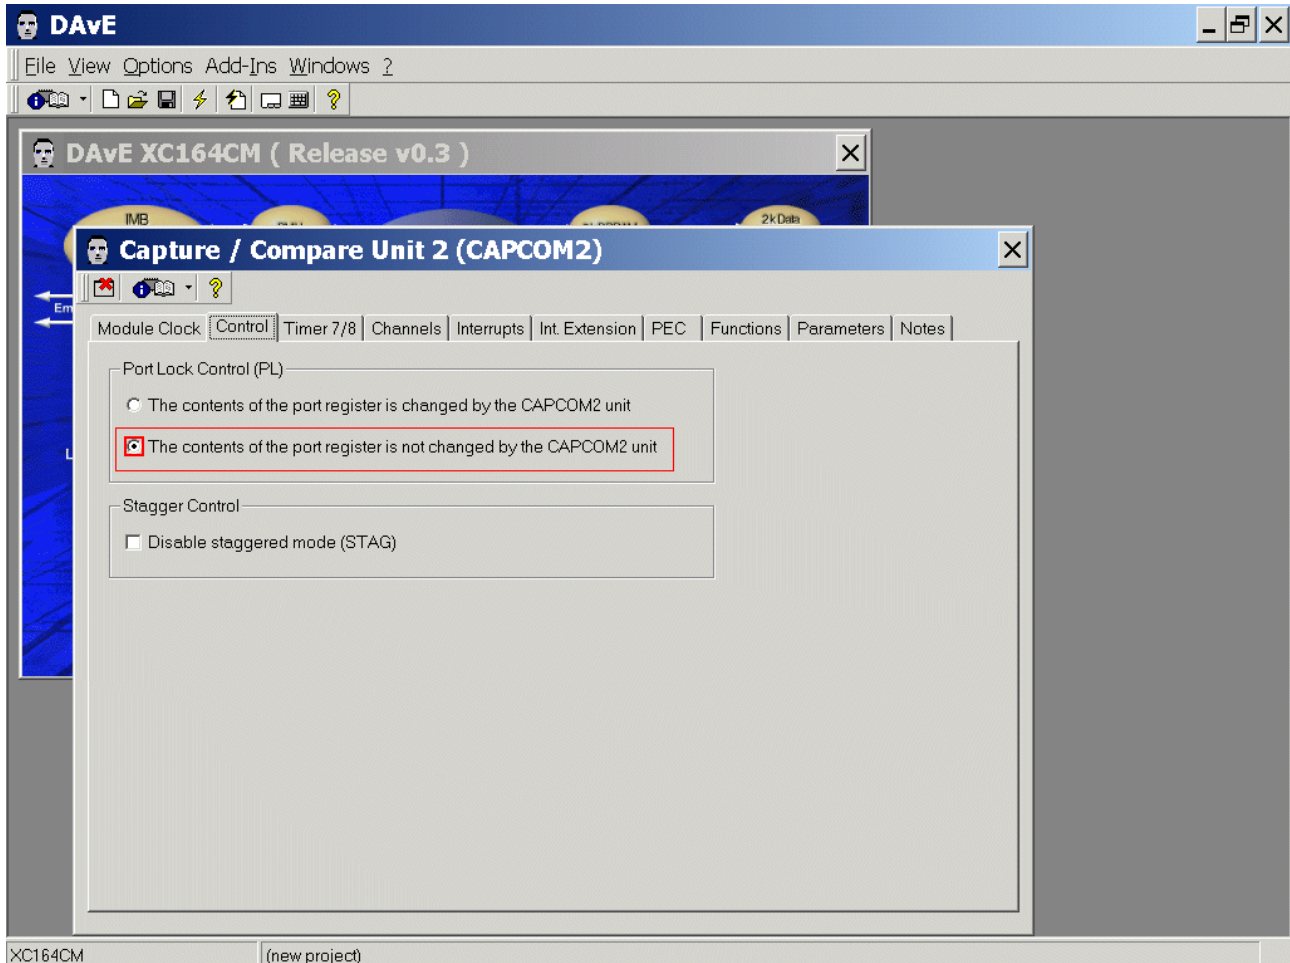 DAvE
File View Options Add-Ins Windows ?
DAvE XC164CM ( Release v0.3 )
IMB
2k Data
Capture / Compare Unit 2 (CAPCOM2)
Em
Module Clock Control Timer 7/8 Channels Interrupts Int. Extension PEC Functions Parameters Notes
Port Lock Control (PL)
The contents of the port register is changed by the CAPCOM2 unit
The contents of the port register is not changed by the CAPCOM2 unit
L
Stagger Control
Disable staggered mode (STAG)
XC164CM (new project)